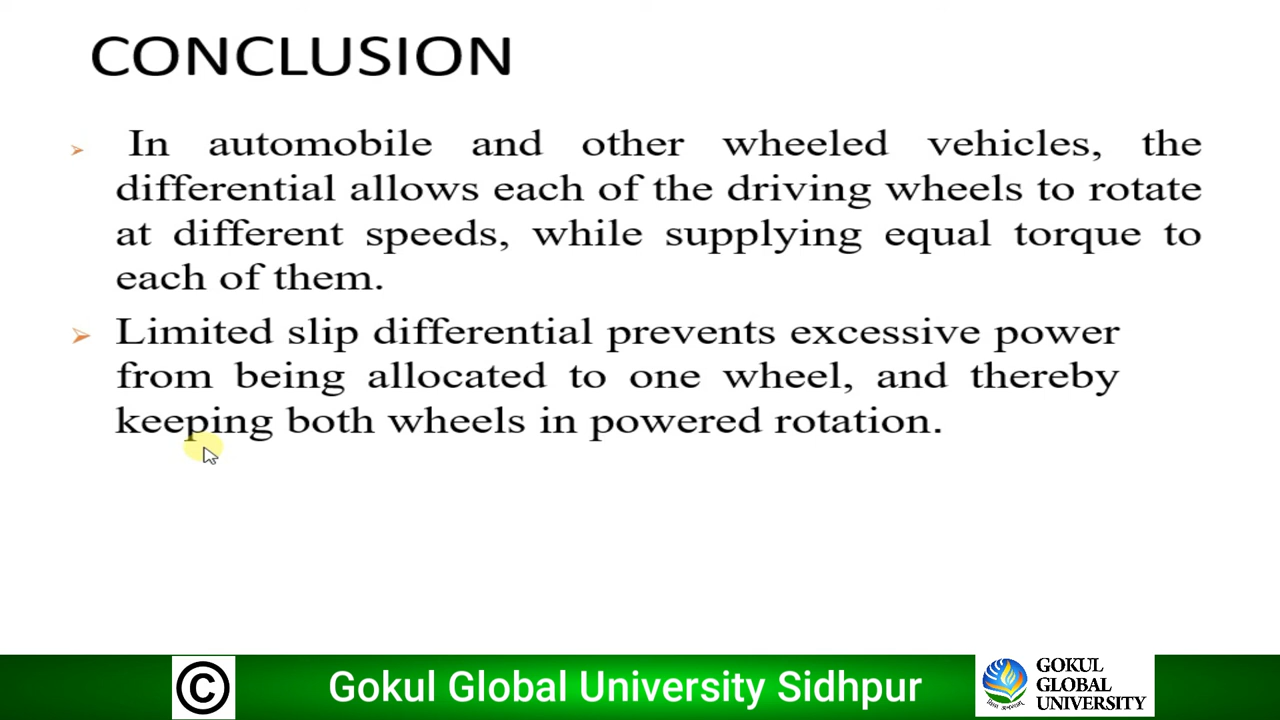 CONCLUSION
In automobile and other wheeled vehicles, the
differential allows each of the driving wheels to rotate
at different speeds, while supplying equal torque to
each of them.
Limited slip differential prevents excessive power
from being allocated to one wheel, and thereby
keeping both wheels in powered rotation.
©
Gokul Global University Sidhpur
GOKUL
GLOBAL
UNIVERSITY